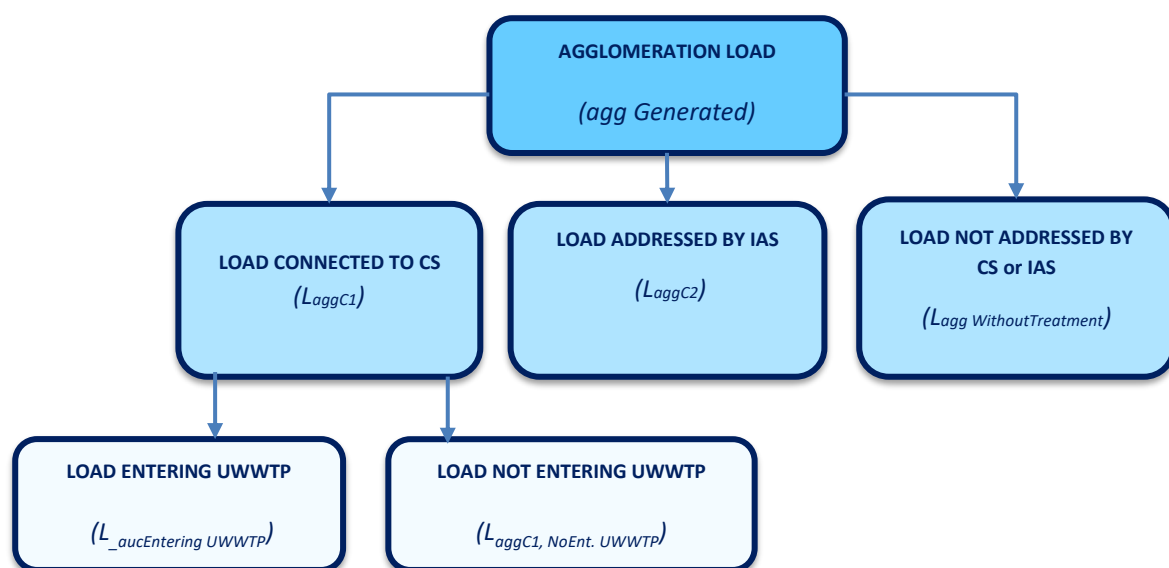 AGGLOMERATION LOAD
(agg Generated)
LOAD CONNECTED TO CS
(LaggC1)
LOAD ADDRESSED BY IAS
(LaggC2)
LOAD NOT ADDRESSED BY
CS or IAS
(Lagg WithoutTreatment)
LOAD ENTERING UWWTP
(L_aucEntering UWWTP)
LOAD NOT ENTERING UWWTP
(LaggC1, NoEnt. UWWTP)